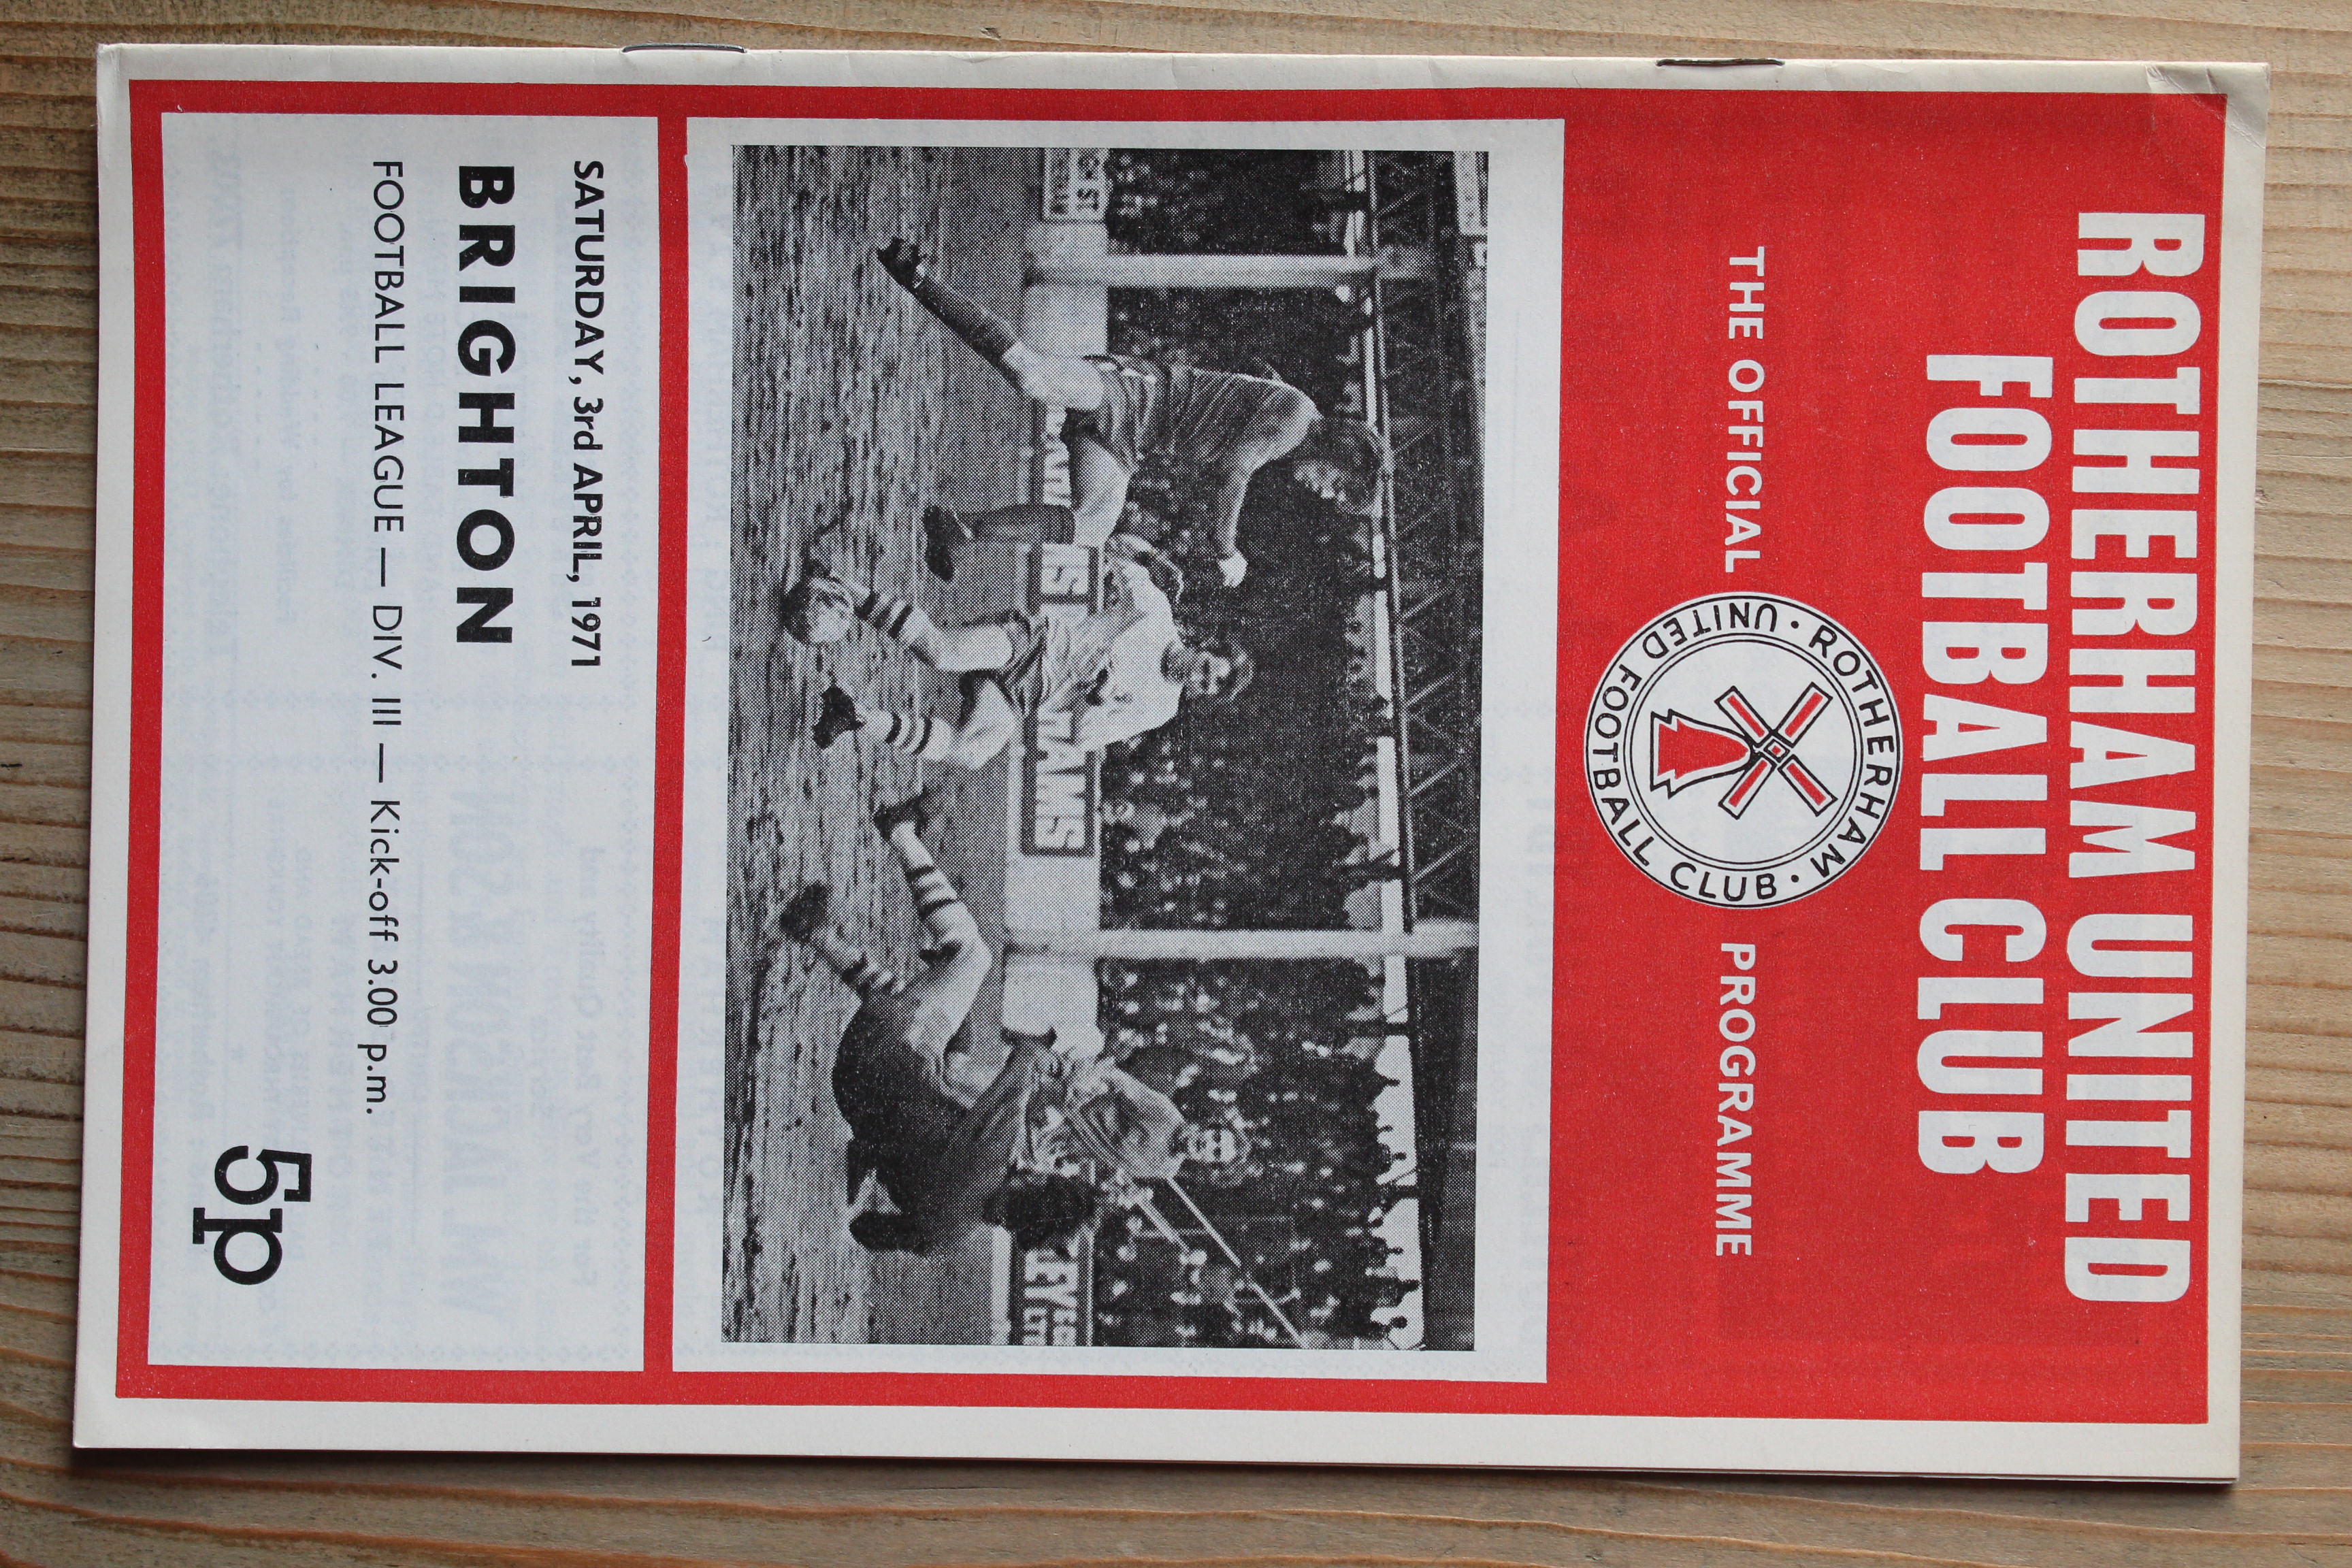 ROTHERHAM UNITED
FOOTBALL CLUB
THE OFFICIAL
ROTHERHAM · UNITED FOOTBALL CLUB ·
PROGRAMME
SATURDAY, 3rd APRIL, 1971
BRIGHTON
FOOTBALL LEAGUE — DIV. III — Kick-off 3.00 p.m.
5p